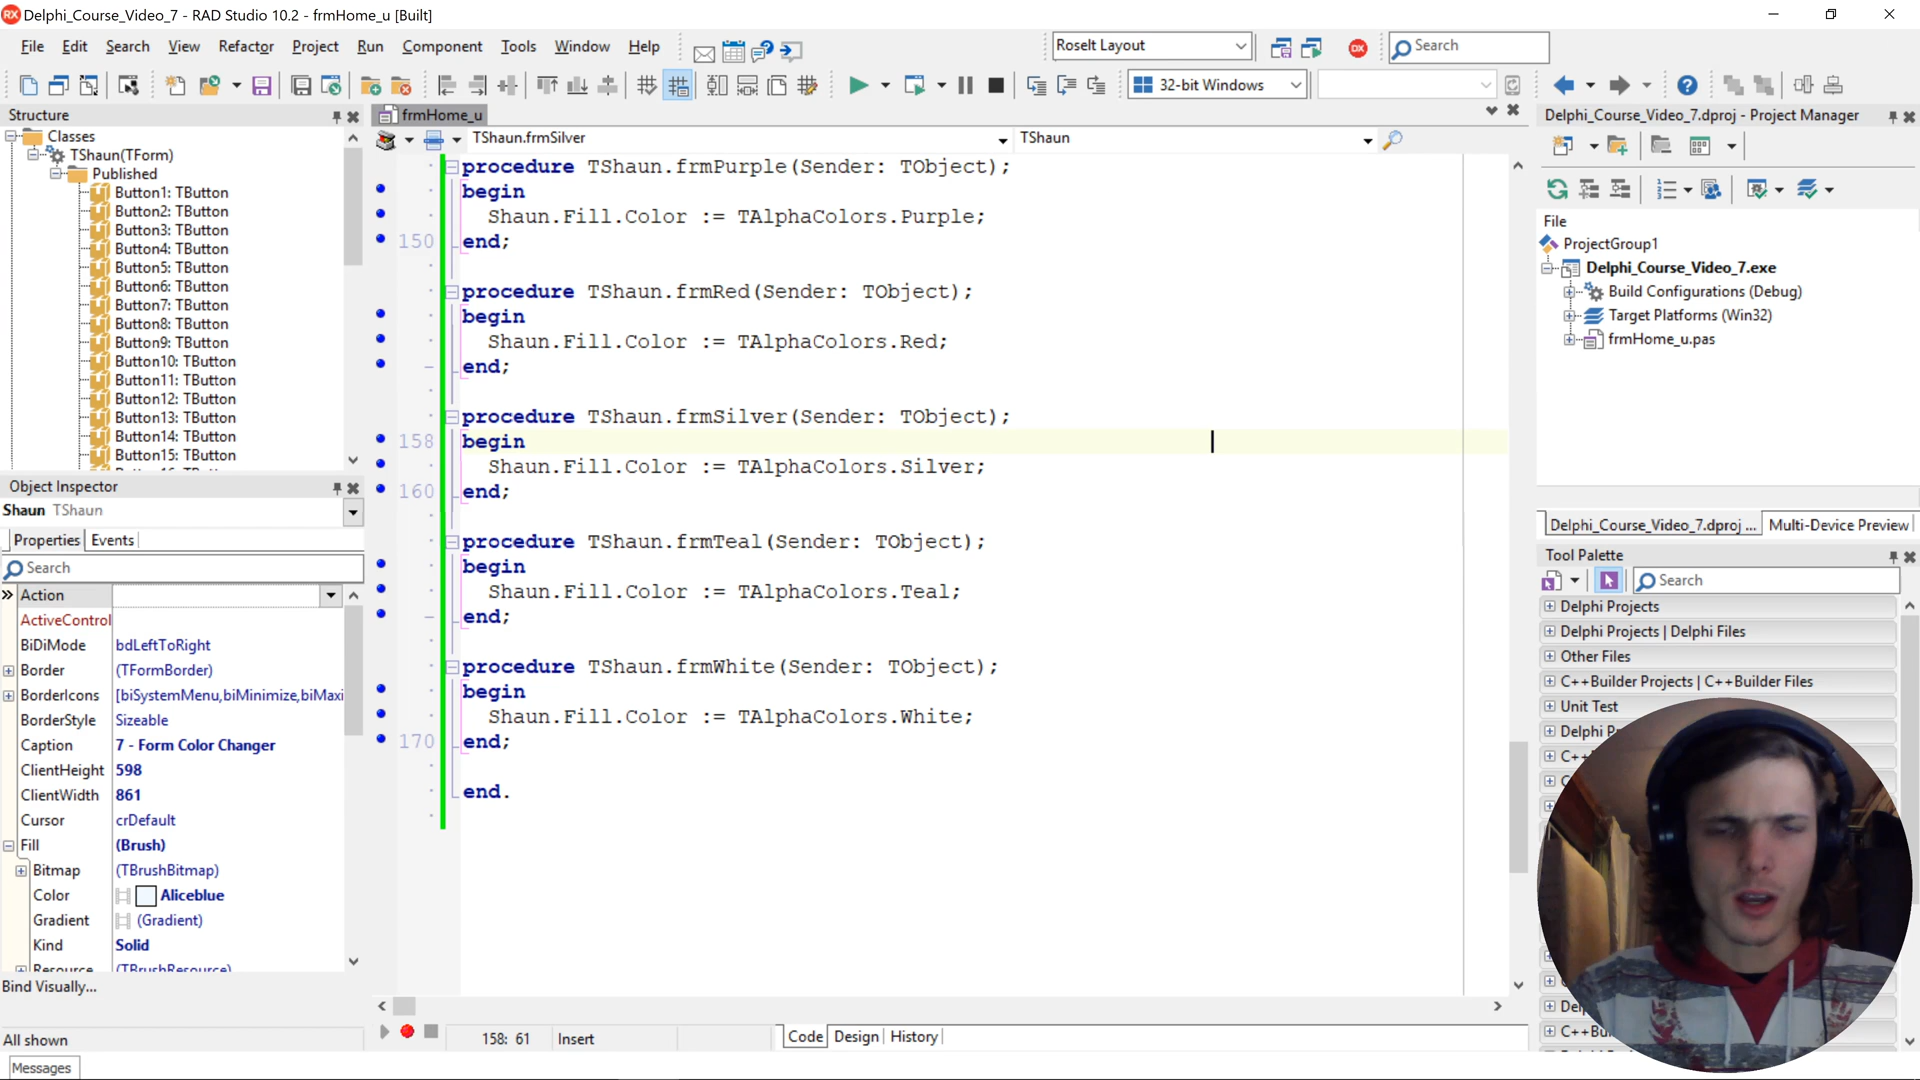 Delphi_Course_Video_7 - RAD Studio 10.2 - frmHome_u [Built]
File Edit Search View Refactor Project Run Component Tools Window Help
Roselt Layout
Search
32-bit Windows
Structure
Classes
TShaun(TForm)
Published
Button1: TButton
Button2: TButton
Button3: TButton
Button4: TButton
Button5: TButton
Button6: TButton
Button7: TButton
Button8: TButton
Button9: TButton
Button10: TButton
Button11: TButton
Button12: TButton
Button13: TButton
Button14: TButton
Button15: TButton
Object Inspector
Shaun TShaun
Properties Events
Search
Action
ActiveControl
BiDiMode bdLeftToRight
Border (TFormBorder)
BorderIcons [biSystemMenu,biMinimize,biMaxi
BorderStyle Sizeable
Caption 7 - Form Color Changer
ClientHeight 598
ClientWidth 861
Cursor crDefault
Fill (Brush)
Bitmap (TBrushBitmap)
Color Aliceblue
Gradient (Gradient)
Kind Solid
Resource (TBrushResource)
Bind Visually...
All shown
Messages
frmHome_u
TShaun.frmSilver TShaun
procedure TShaun.frmPurple(Sender: TObject);
begin
Shaun.Fill.Color := TAlphaColors.Purple;
150 end;
procedure TShaun.frmRed(Sender: TObject);
begin
Shaun.Fill.Color := TAlphaColors.Red;
end;
procedure TShaun.frmSilver(Sender: TObject);
158 begin
Shaun.Fill.Color := TAlphaColors.Silver;
160 end;
procedure TShaun.frmTeal(Sender: TObject);
begin
Shaun.Fill.Color := TAlphaColors.Teal;
end;
procedure TShaun.frmWhite(Sender: TObject);
begin
Shaun.Fill.Color := TAlphaColors.White;
170 end;
end.
158: 61 Insert
Code Design History
Delphi_Course_Video_7.dproj - Project Manager
File
ProjectGroup1
Delphi_Course_Video_7.exe
Build Configurations (Debug)
Target Platforms (Win32)
frmHome_u.pas
Delphi_Course_Video_7.dproj ... Multi-Device Preview
Tool Palette
Search
Delphi Projects
Delphi Projects | Delphi Files
Other Files
C++Builder Projects | C++Builder Files
Unit Test
Delphi P
C++
C
De
C++Bu